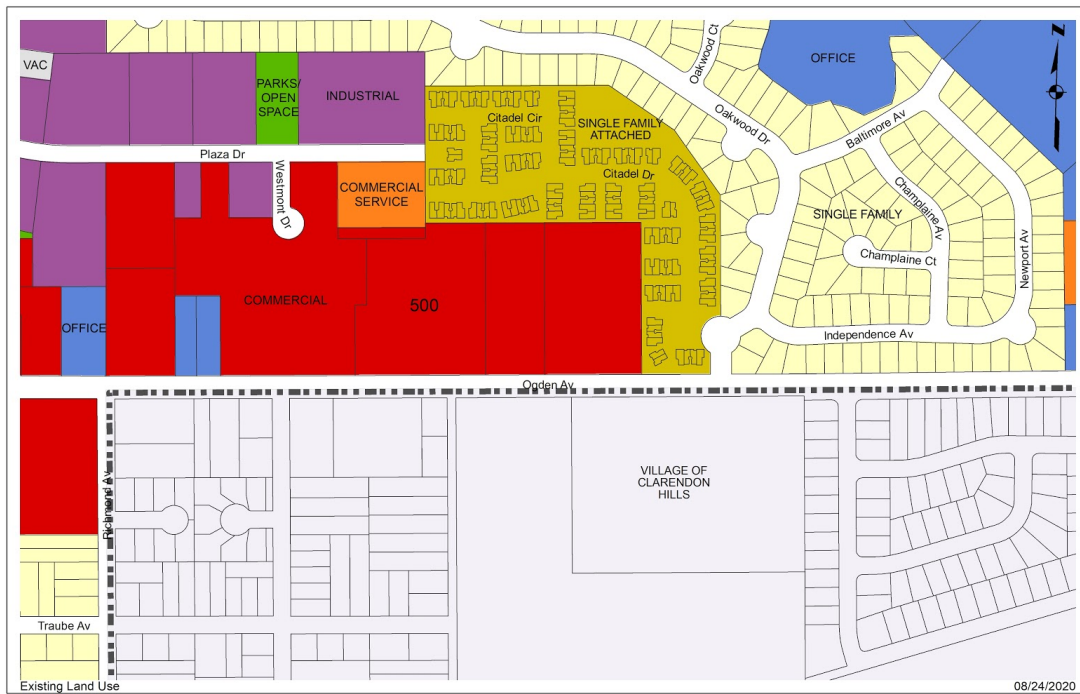 OFFICE
Oakwood Ct
N
VAC
PARKS/
OPEN
SPACE
INDUSTRIAL
Citadel Cir
SINGLE FAMILY
ATTACHED
Oakwood Dr
Baltimore Av
Plaza Dr
Westmont Dr
COMMERCIAL
SERVICE
Citadel Dr
Champlaine Av
SINGLE FAMILY
Champlaine Ct
Newport Av
COMMERCIAL
500
OFFICE
Independence Av
Ogden Av
Richmond Av
VILLAGE OF
CLARENDON
HILLS
Traube Av
Existing Land Use
08/24/2020